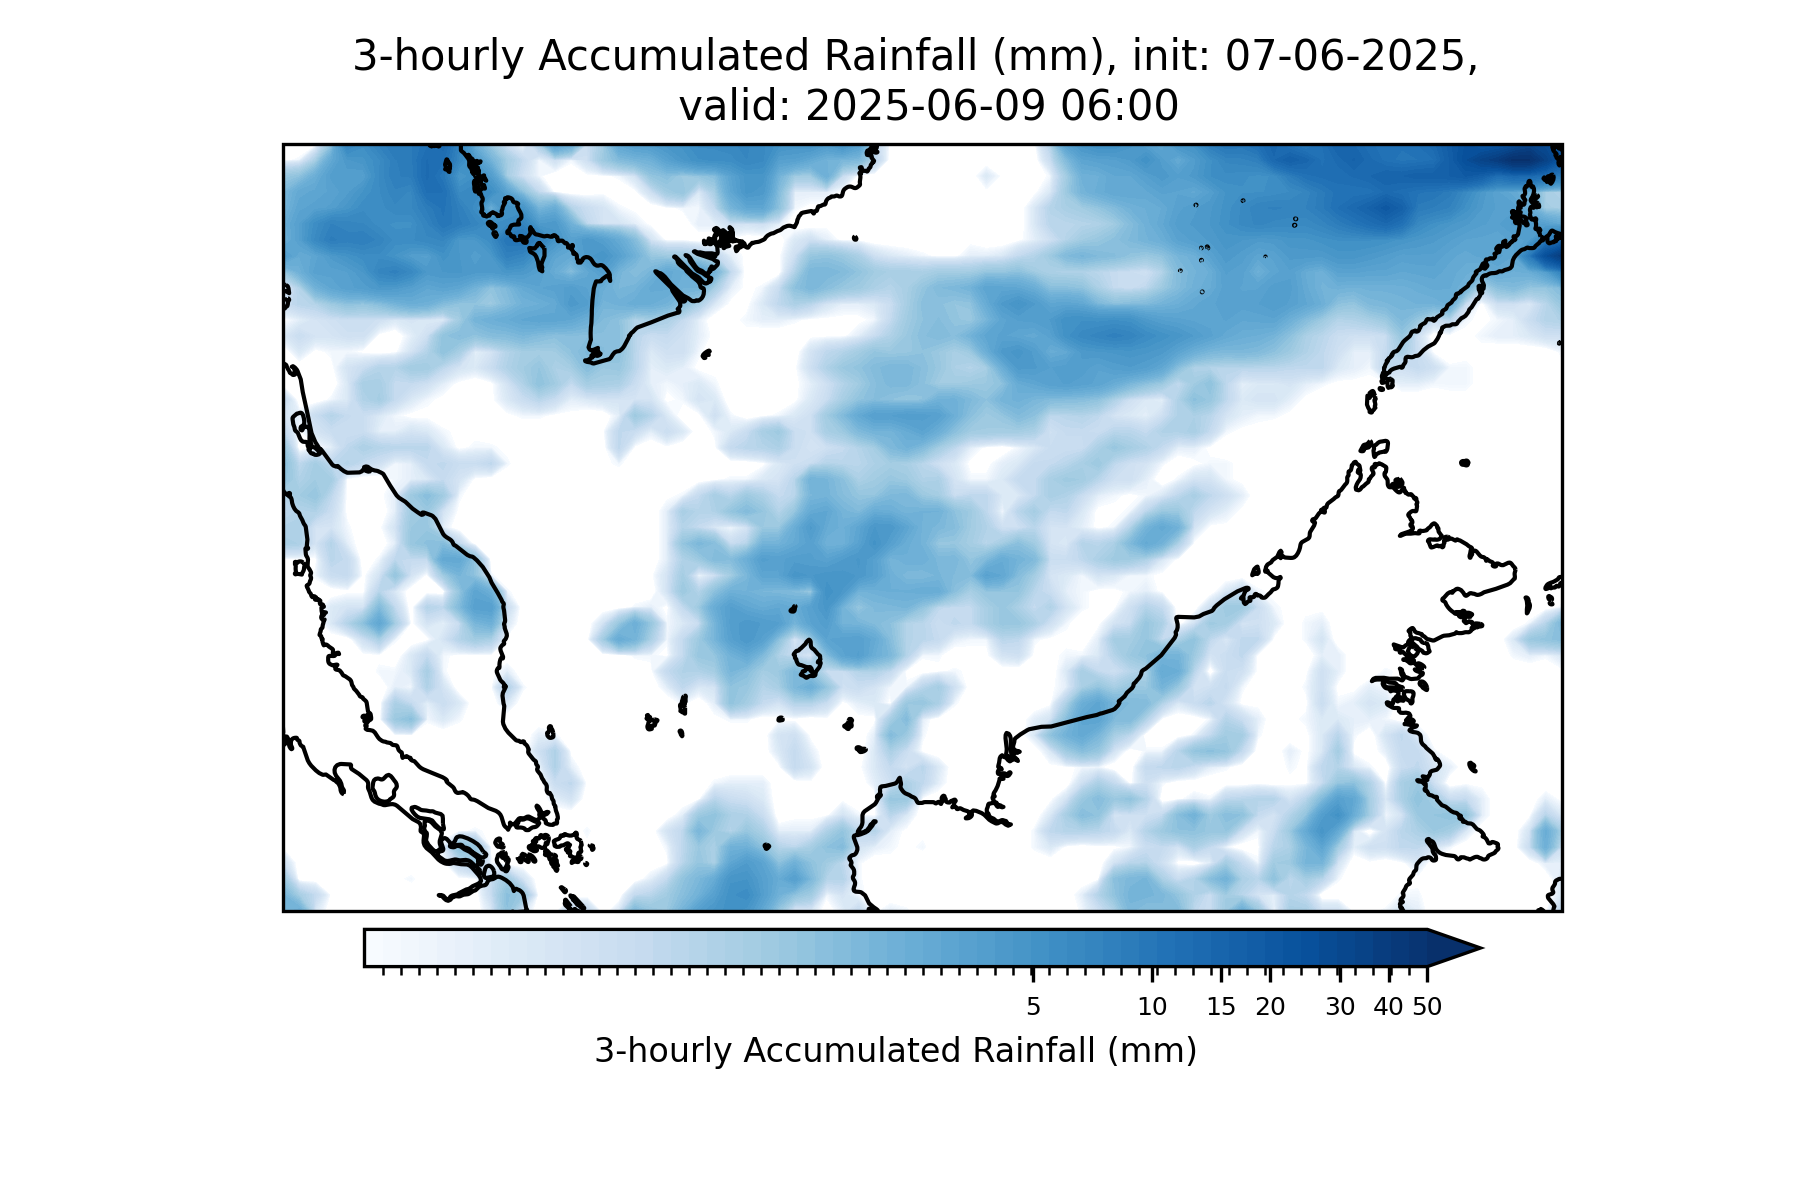 3-hourly Accumulated Rainfall (mm), init: 07-06-2025,
valid: 2025-06-09 06:00
5 10 15 20 30 40 50
3-hourly Accumulated Rainfall (mm)